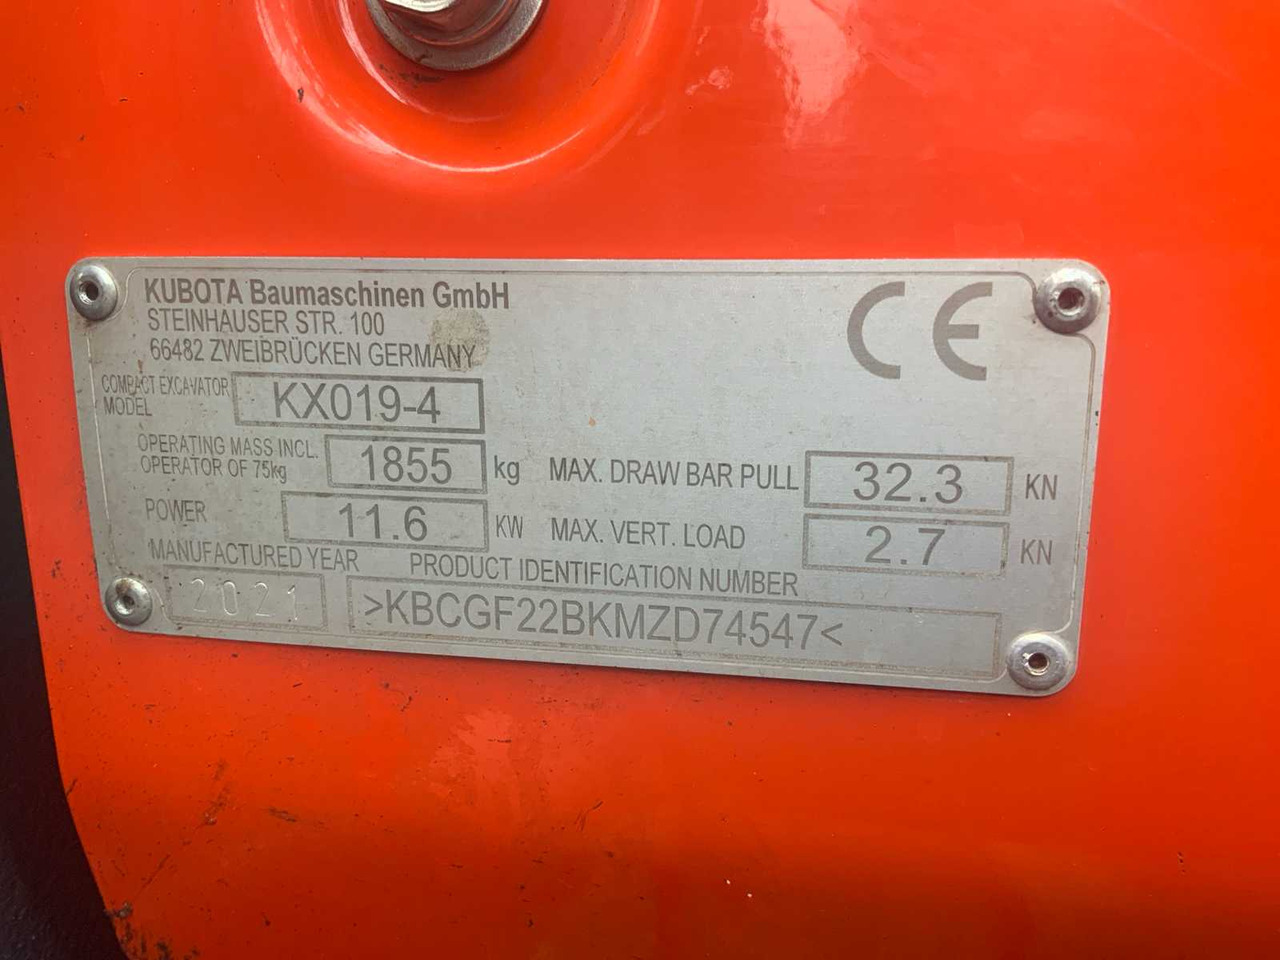 KUBOTA Baumaschinen GmbH
STEINHAUSER STR. 100
66482 ZWEIBRÜCKEN GERMANY
CE
COMPACT EXCAVATOR
MODEL
KX019-4
OPERATING MASS INCL.
OPERATOR OF 75kg
1855 kg
MAX. DRAW BAR PULL 32.3 KN
POWER 11.6 KW
MAX. VERT. LOAD 2.7 KN
MANUFACTURED YEAR
2021
PRODUCT IDENTIFICATION NUMBER
>KBCGF22BKMZD74547<